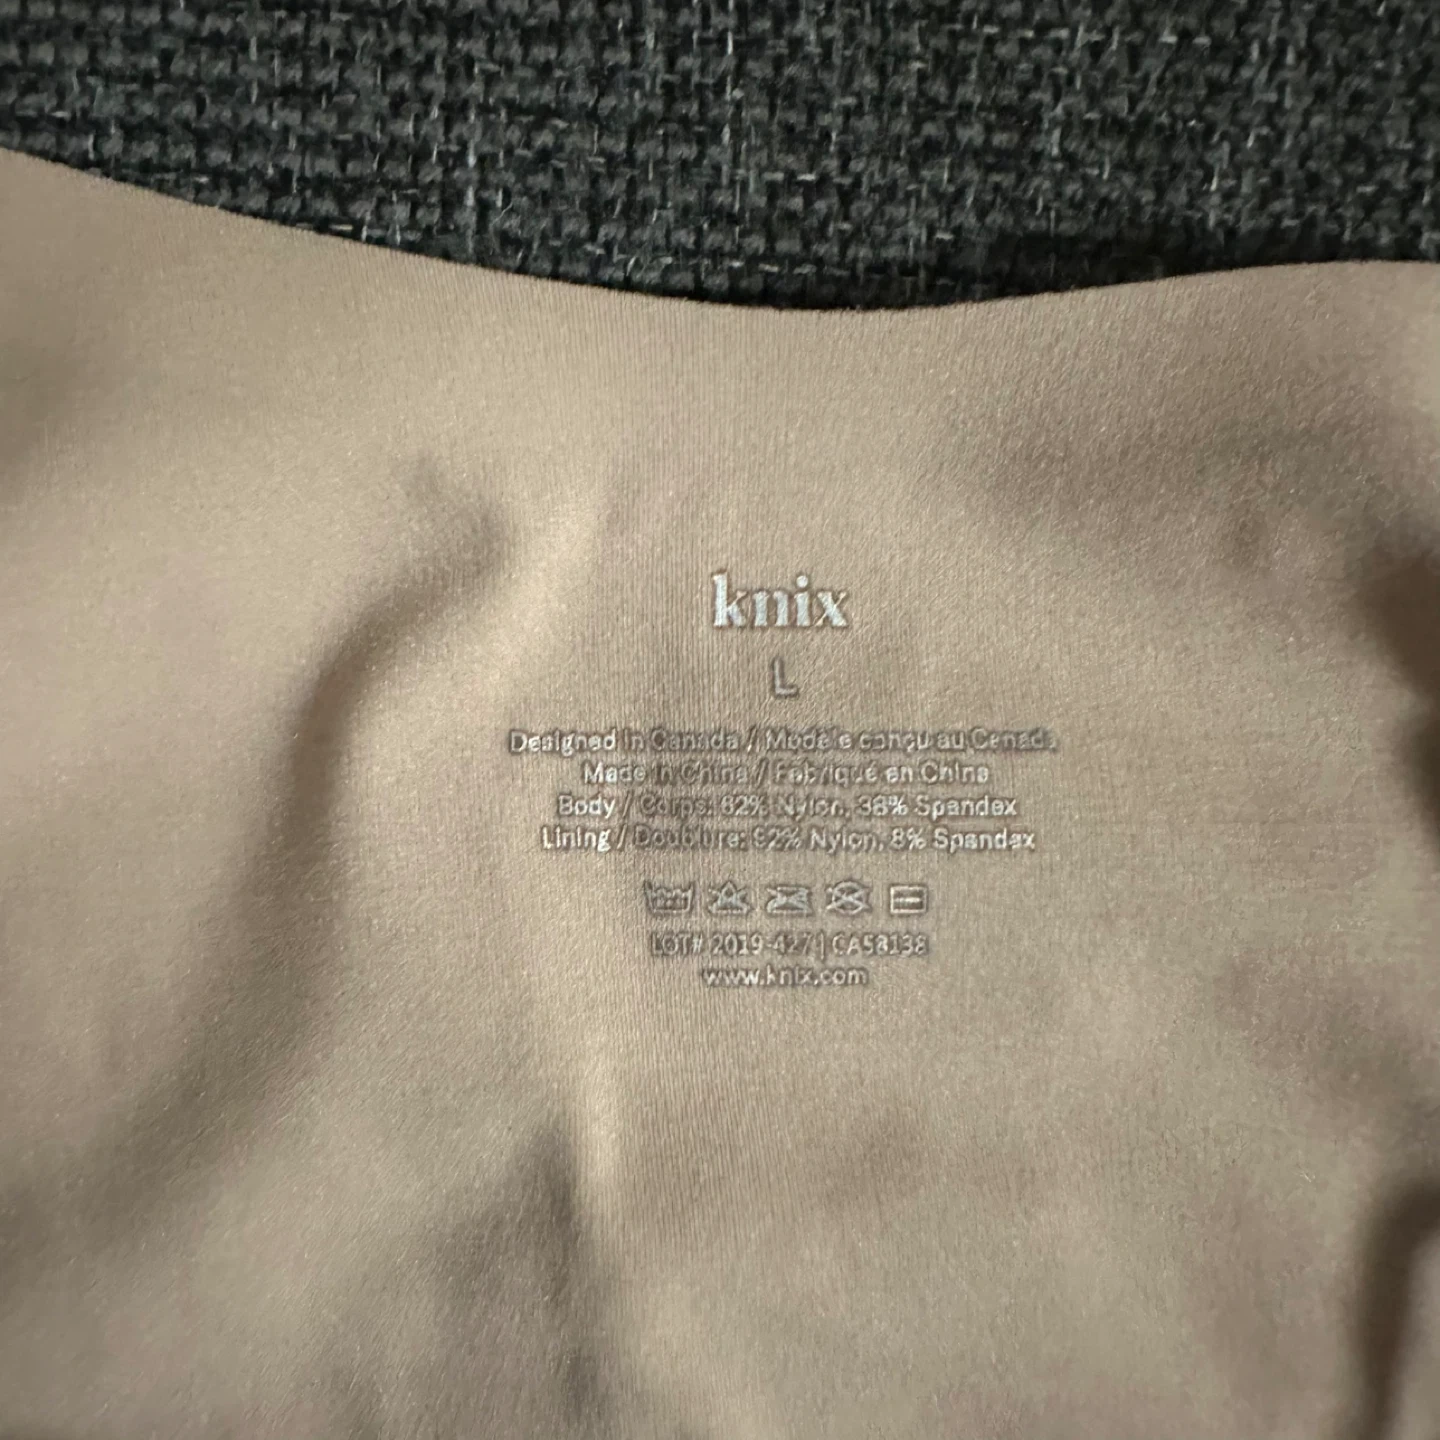 knix
L
Designed in Canada / Modèle conçu au Canada
Made in China / Fabriqué en China
Body / Corps: 62% Nylon, 38% Spandex
Lining / Doublure: 92% Nylon, 8% Spandex
LOT# 2019-427 | CA58138
www.knix.com